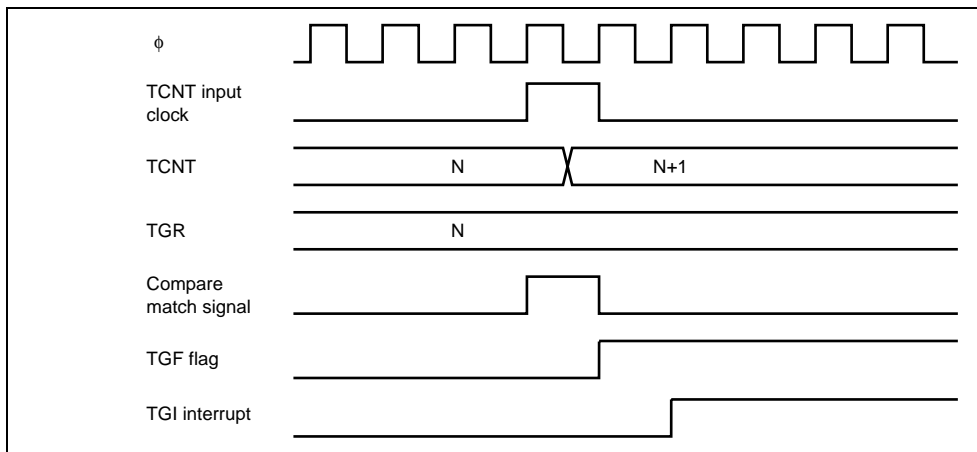 ϕ
TCNT input
clock
TCNT
N
N+1
TGR
N
Compare
match signal
TGF flag
TGI interrupt